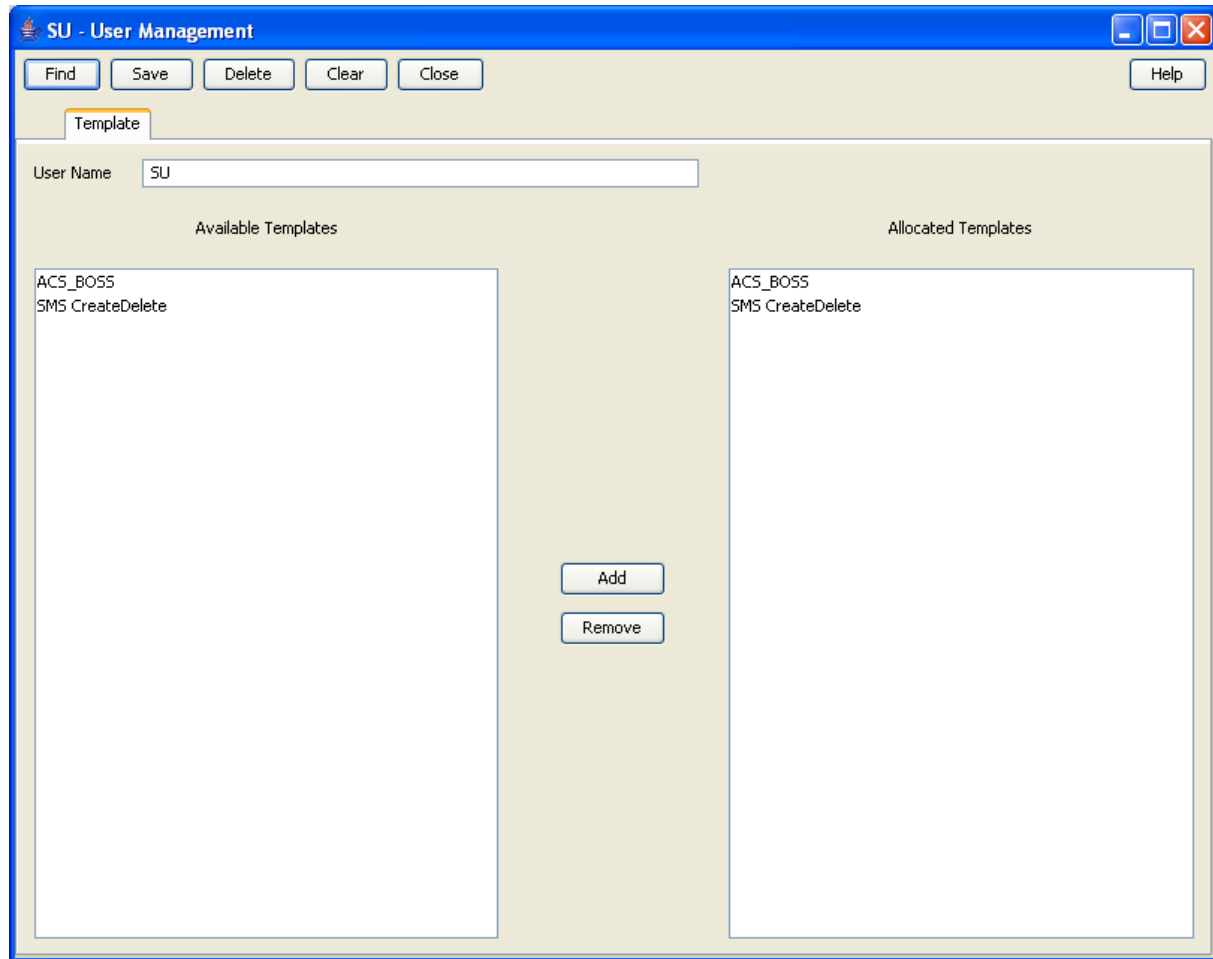 SU - User Management
Find Save Delete Clear Close Help
Template
User Name SU
Available Templates Allocated Templates
ACS_BOSS ACS_BOSS
SMS CreateDelete SMS CreateDelete
Add
Remove